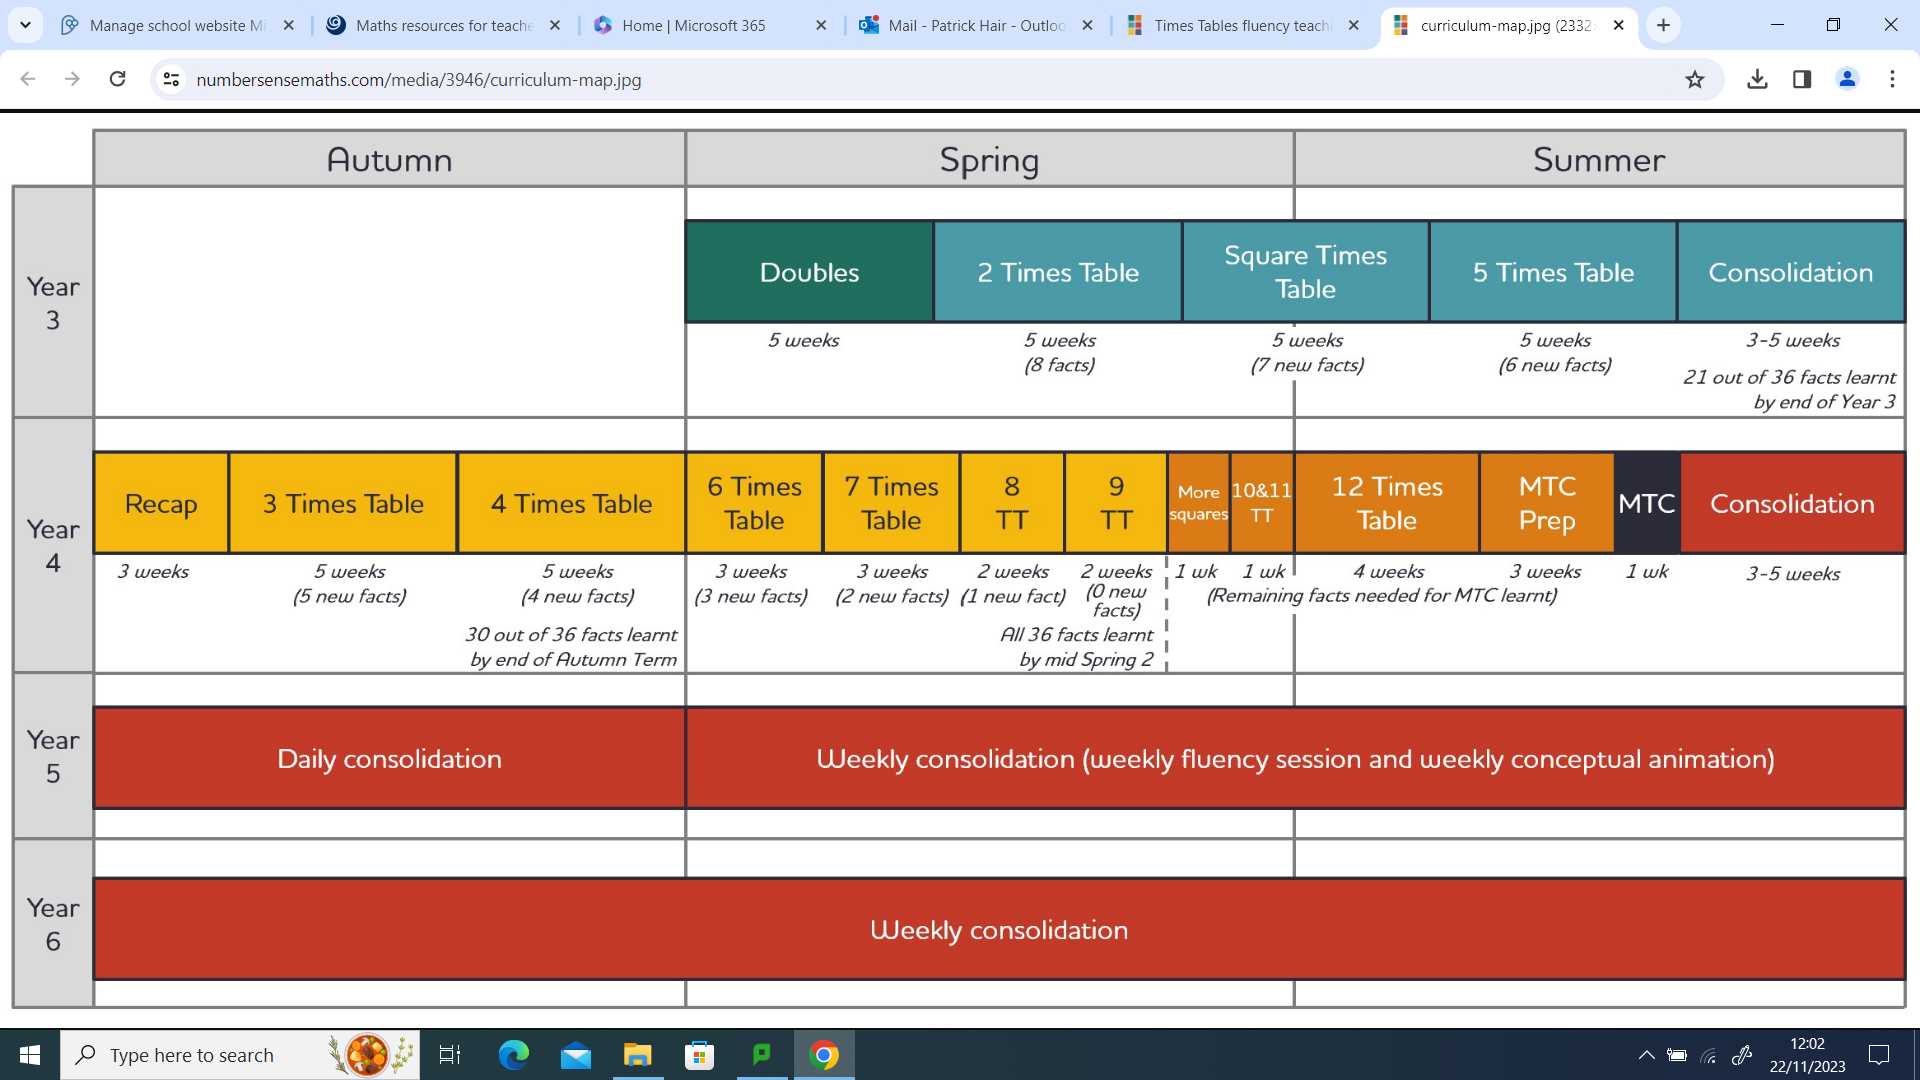 Manage school website Mi
Maths resources for teache
Home | Microsoft 365
Mail - Patrick Hair - Outloo
Times Tables fluency teachi
curriculum-map.jpg (2332×
numbersensemaths.com/media/3946/curriculum-map.jpg
Autumn
Spring
Summer
Year
3
Doubles
5 weeks
2 Times Table
5 weeks
(8 facts)
Square Times
Table
5 weeks
(7 new facts)
5 Times Table
5 weeks
(6 new facts)
Consolidation
3-5 weeks
21 out of 36 facts learnt
by end of Year 3
Year
4
Recap
3 weeks
3 Times Table
5 weeks
(5 new facts)
4 Times Table
5 weeks
(4 new facts)
30 out of 36 facts learnt
by end of Autumn Term
6 Times
Table
3 weeks
(3 new facts)
7 Times
Table
3 weeks
(2 new facts)
8
TT
2 weeks
(1 new fact)
9
TT
2 weeks
(0 new
facts)
All 36 facts learnt
by mid Spring 2
More
squares
1 wk
10&11
TT
1 wk
12 Times
Table
4 weeks
(Remaining facts needed for MTC learnt)
MTC
Prep
3 weeks
MTC
1 wk
Consolidation
3-5 weeks
Year
5
Daily consolidation
Weekly consolidation (weekly fluency session and weekly conceptual animation)
Year
6
Weekly consolidation
Type here to search
12:02
22/11/2023